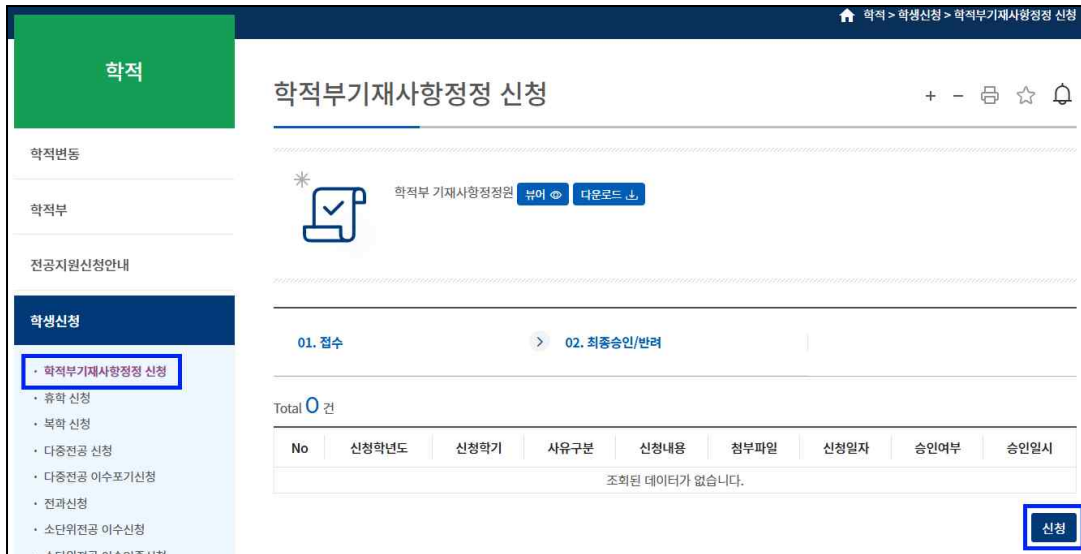 학적 > 학생신청 > 학적부기재사항정정 신청
학적
학적변동
학적부
전공지원신청안내
학생신청
· 학적부기재사항정정 신청
· 휴학 신청
· 복학 신청
· 다중전공 신청
· 다중전공 이수포기신청
· 전과신청
· 소단위전공 이수신청
학적부기재사항정정 신청
+ -
학적부 기재사항정정원 뷰어 다운로드
01. 접수 > 02. 최종승인/반려
Total 0 건
No 신청학년도 신청학기 사유구분 신청내용 첨부파일 신청일자 승인여부 승인일시
조회된 데이터가 없습니다.
신청